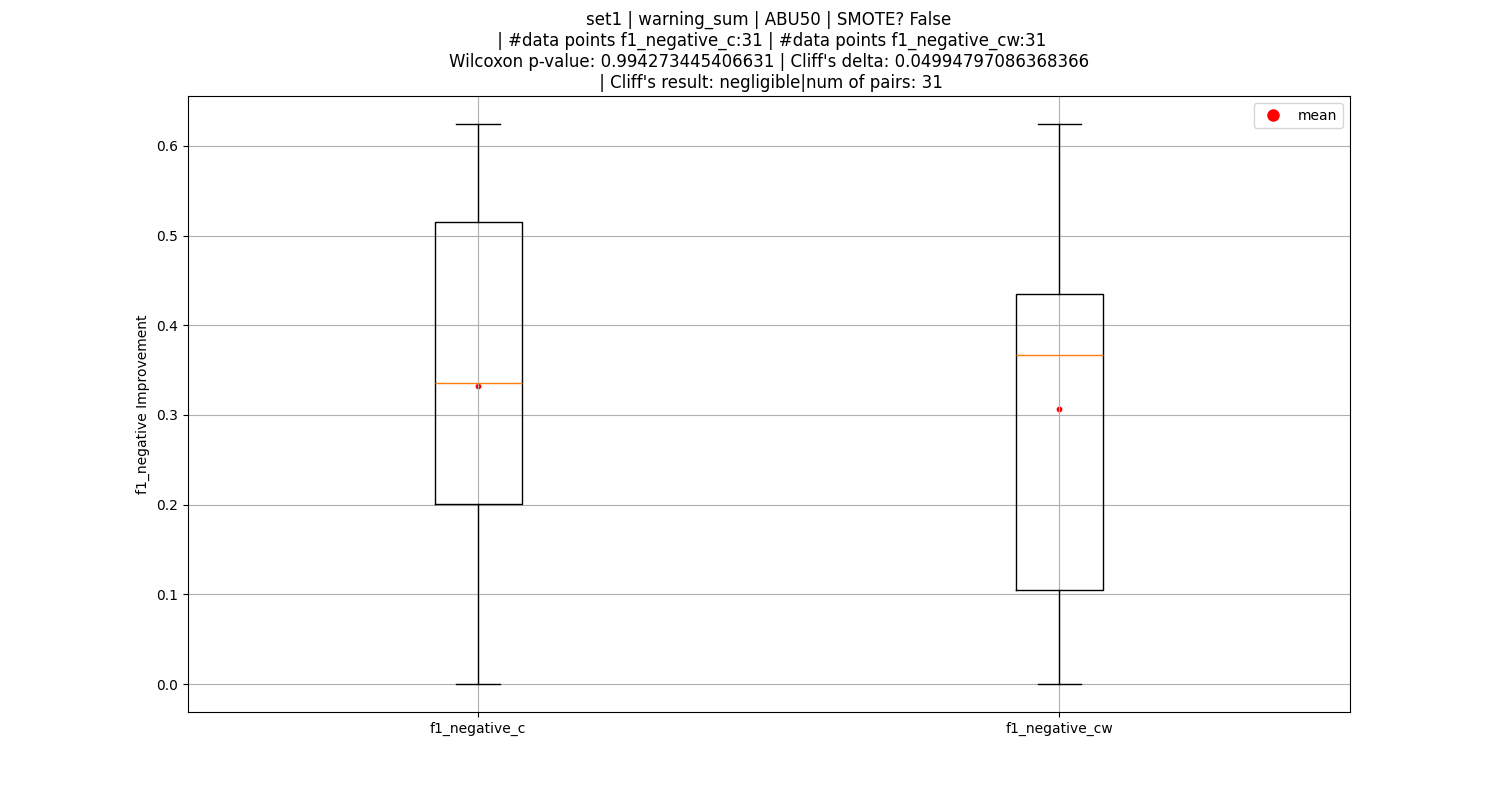 set1 | warning_sum | ABU50 | SMOTE? False
| #data points f1_negative_c:31 | #data points f1_negative_cw:31
Wilcoxon p-value: 0.994273445406631 | Cliff's delta: 0.04994797086368366
| Cliff's result: negligible|num of pairs: 31
mean
0.6
0.5
0.4
0.3
0.2
0.1
0.0
f1_negative Improvement
f1_negative_c
f1_negative_cw